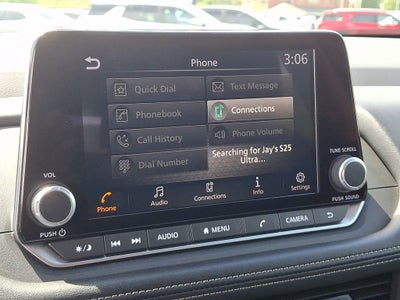 Phone
3:06
Quick Dial
Text Message
Phonebook
Connections
Call History
Phone Volume
Dial Number
Searching for Jay's S25
Ultra...
Phone
Audio
Connections
Info
Settings
VOL
PUSH
TUNE·SCROLL
PUSH SOUND
AUDIO
MENU
CAMERA